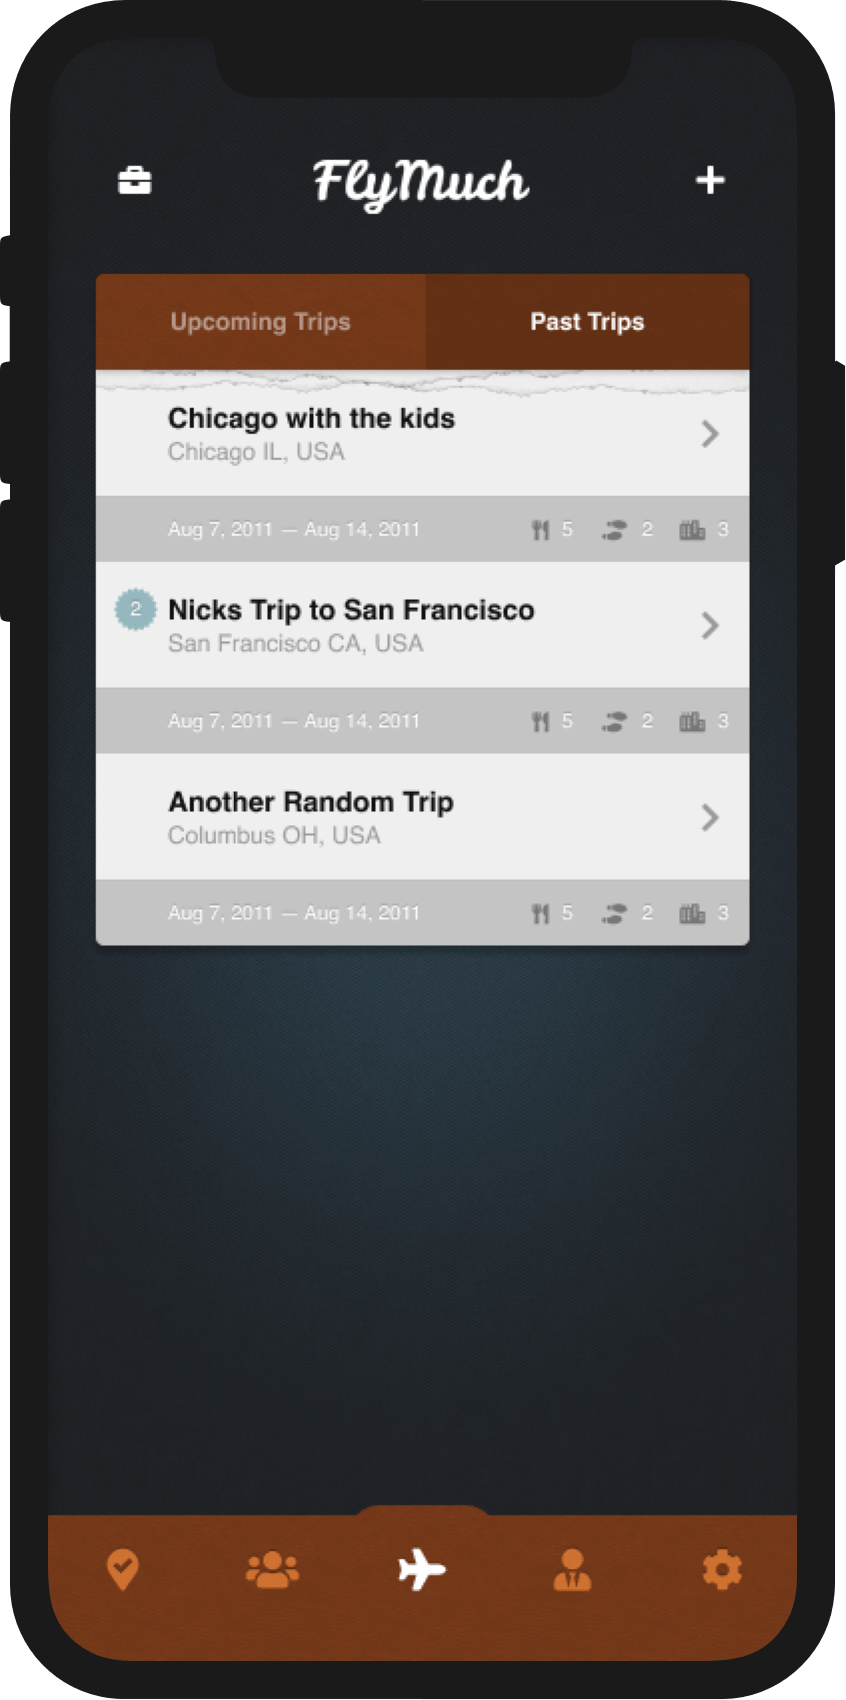 FlyMuch
Upcoming Trips Past Trips
Chicago with the kids
Chicago IL, USA
Aug 7, 2011 — Aug 14, 2011 5 2 3
2 Nicks Trip to San Francisco
San Francisco CA, USA
Aug 7, 2011 — Aug 14, 2011 5 2 3
Another Random Trip
Columbus OH, USA
Aug 7, 2011 — Aug 14, 2011 5 2 3